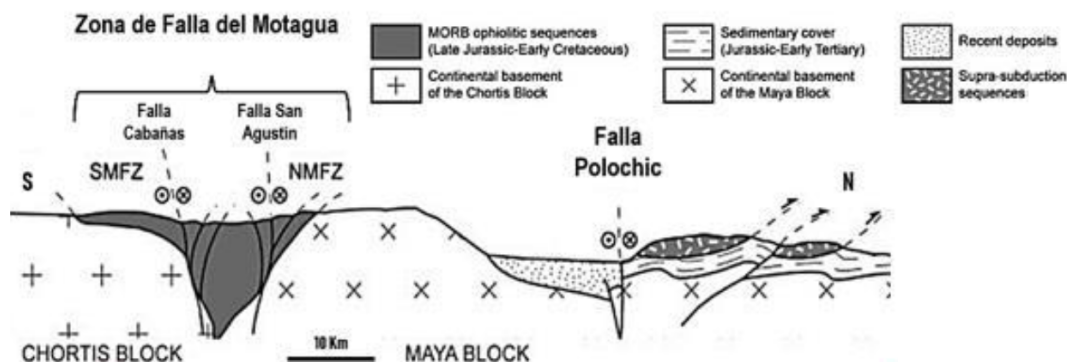 Zona de Falla del Motagua
MORB ophiolitic sequences
(Late Jurassic-Early Cretaceous)
Sedimentary cover
(Jurassic-Early Tertiary)
Recent deposits
Continental basement
of the Chortis Block
Continental basement
of the Maya Block
Supra-subduction
sequences
Falla
Cabañas
Falla San
Agustin
Falla
Polochic
S
SMFZ
NMFZ
N
CHORTIS BLOCK
10 Km
MAYA BLOCK